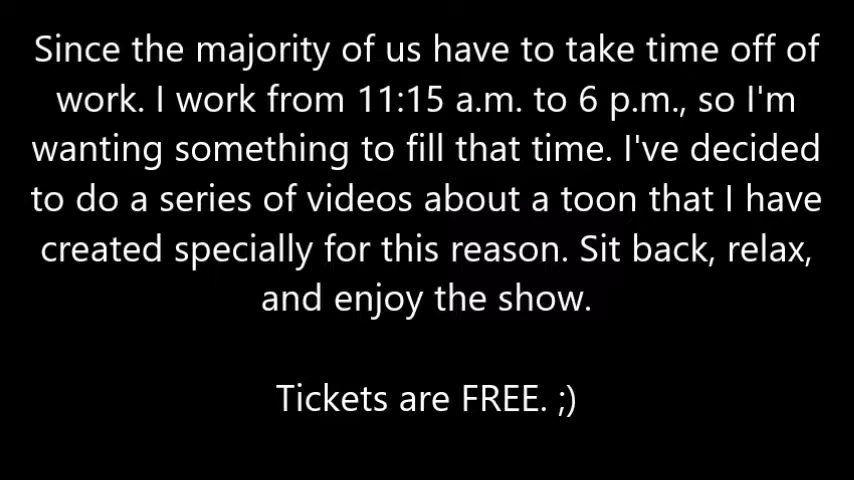 Since the majority of us have to take time off of
work. I work from 11:15 a.m. to 6 p.m., so I'm
wanting something to fill that time. I've decided
to do a series of videos about a toon that I have
created specially for this reason. Sit back, relax,
and enjoy the show.
Tickets are FREE. ;)